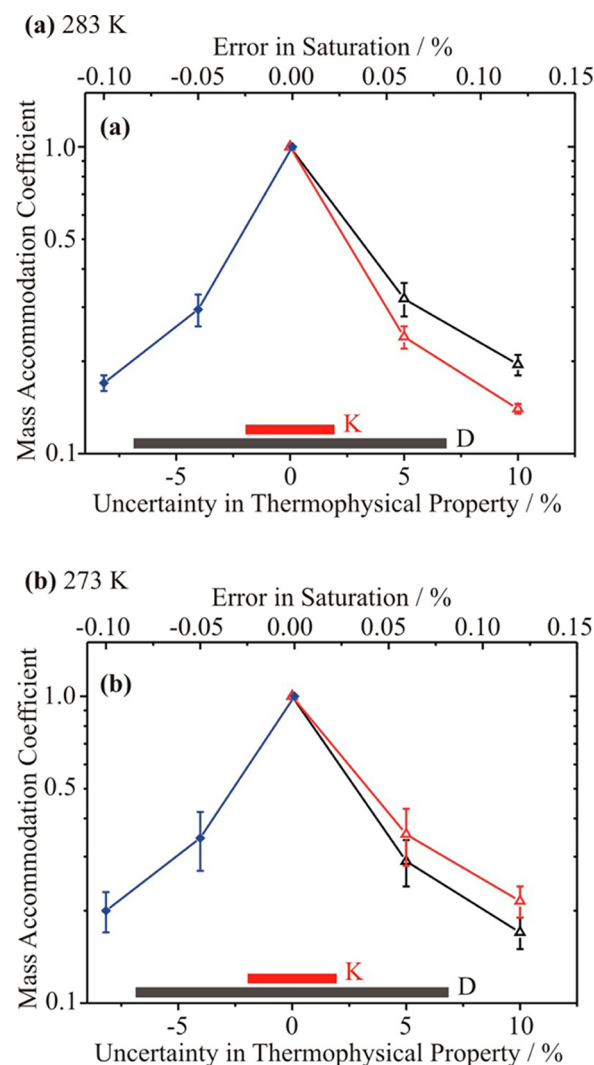 (a) 283 K
Error in Saturation / %
-0.10 -0.05 0.00 0.05 0.10 0.15
(a)
Mass Accommodation Coefficient
1.0
0.5
0.1
K
D
-5 0 5 10
Uncertainty in Thermophysical Property / %
(b) 273 K
Error in Saturation / %
-0.10 -0.05 0.00 0.05 0.10 0.15
(b)
Mass Accommodation Coefficient
1.0
0.5
0.1
K
D
-5 0 5 10
Uncertainty in Thermophysical Property / %